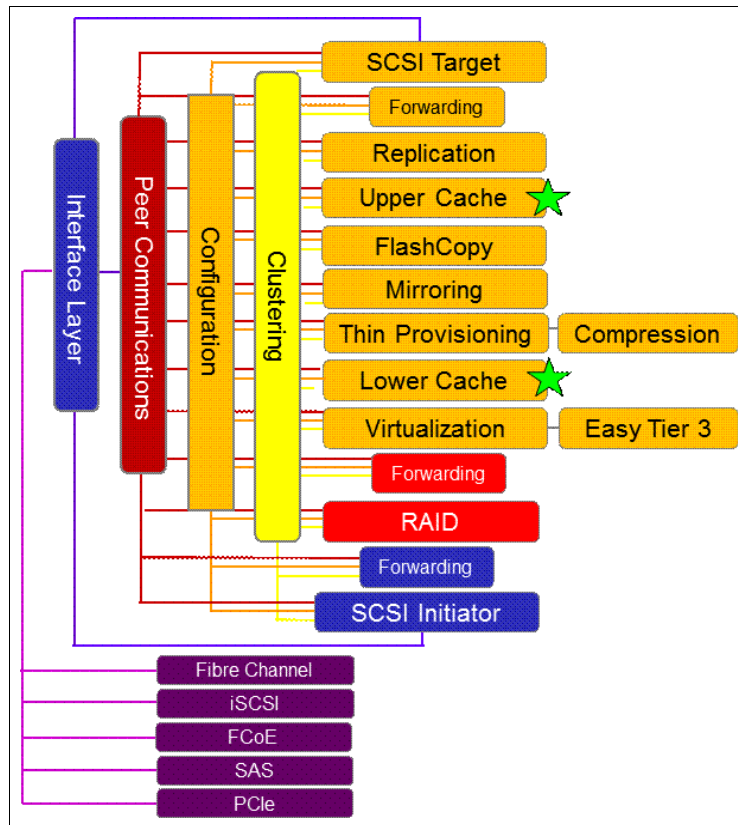 SCSI Target
Forwarding
Replication
Upper Cache
FlashCopy
Mirroring
Thin Provisioning
Compression
Lower Cache
Virtualization
Easy Tier 3
Forwarding
RAID
Forwarding
SCSI Initiator
Interface Layer
Peer Communications
Configuration
Clustering
Fibre Channel
iSCSI
FCoE
SAS
PCIe